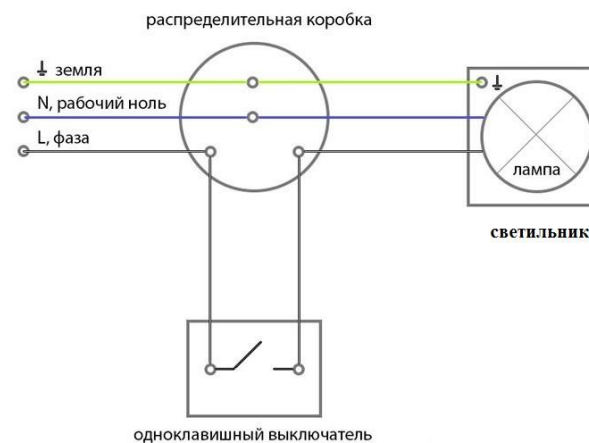 распределительная коробка
земля
N, рабочий ноль
L, фаза
лампа
светильник
одноклавишный выключатель